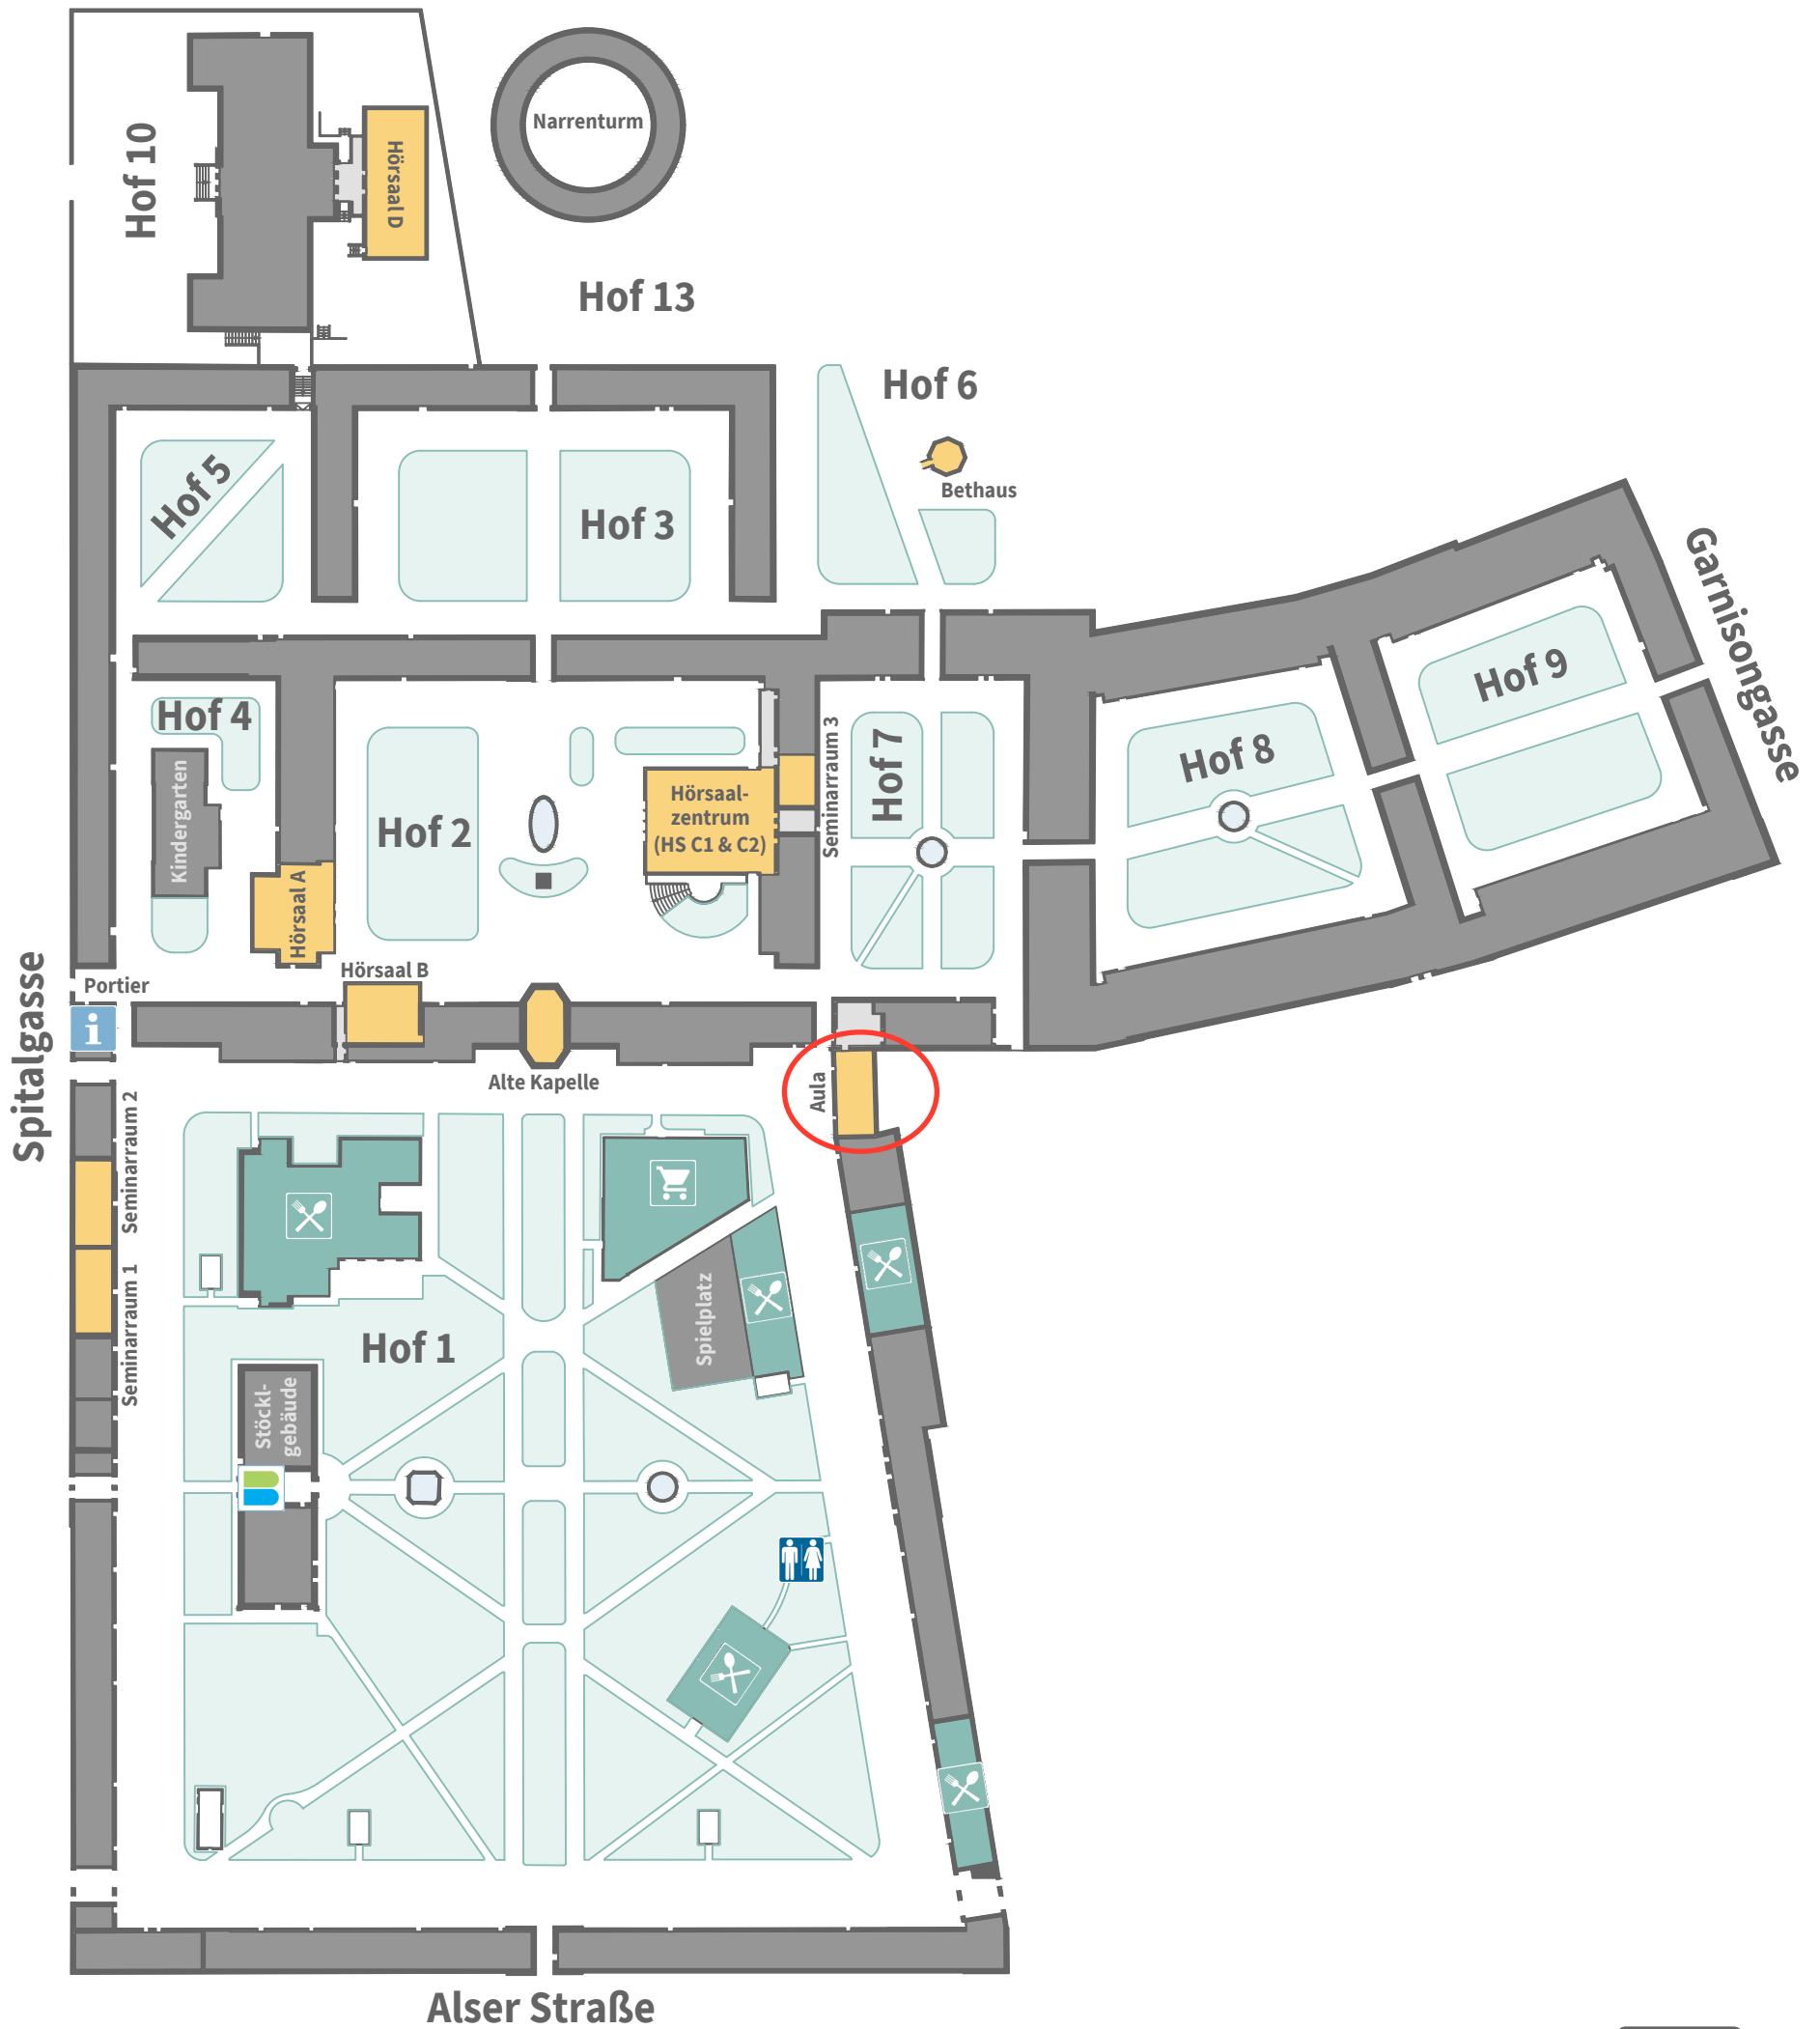 Narrenturm
Hof 10
Hörsaal D
Hof 13
Hof 6
Bethaus
Hof 5
Hof 3
Garnisongasse
Hof 9
Hof 4
Hof 8
Hof 7
Seminarraum 3
Kindergarten
Hörsaal-
zentrum
(HS C1 & C2)
Hof 2
Hörsaal A
Hörsaal B
Portier
i
Spitalgasse
Alte Kapelle
Aula
Seminarraum 2
Seminarraum 1
Spielplatz
Hof 1
Stöckl-
gebäude
Alser Straße